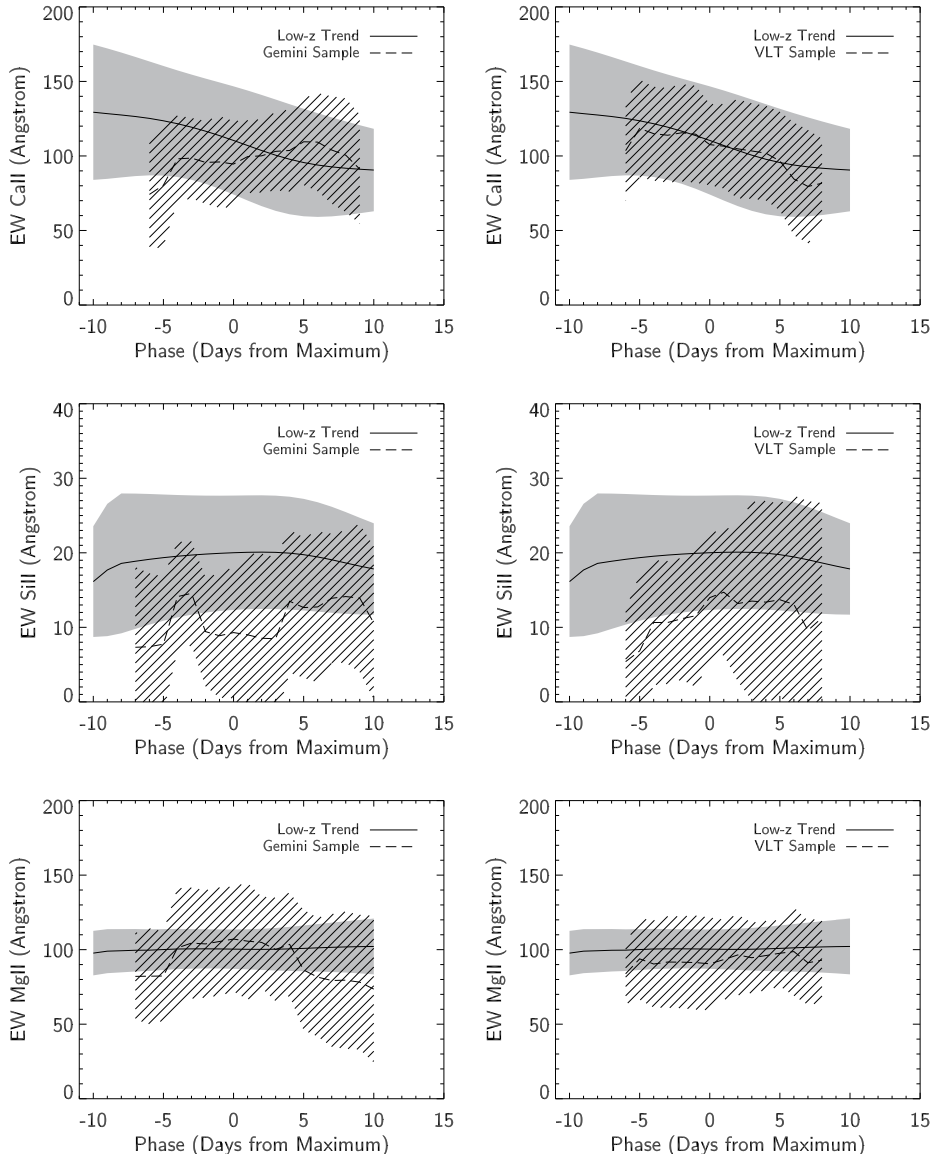 200
150
100
50
0
EW CaII (Angstrom)
Low-z Trend
Gemini Sample
-10 -5 0 5 10 15
Phase (Days from Maximum)
200
150
100
50
0
EW CaII (Angstrom)
Low-z Trend
VLT Sample
-10 -5 0 5 10 15
Phase (Days from Maximum)
40
30
20
10
0
EW SiII (Angstrom)
Low-z Trend
Gemini Sample
-10 -5 0 5 10 15
Phase (Days from Maximum)
40
30
20
10
0
EW SiII (Angstrom)
Low-z Trend
VLT Sample
-10 -5 0 5 10 15
Phase (Days from Maximum)
200
150
100
50
0
EW MgII (Angstrom)
Low-z Trend
Gemini Sample
-10 -5 0 5 10 15
Phase (Days from Maximum)
200
150
100
50
0
EW MgII (Angstrom)
Low-z Trend
VLT Sample
-10 -5 0 5 10 15
Phase (Days from Maximum)